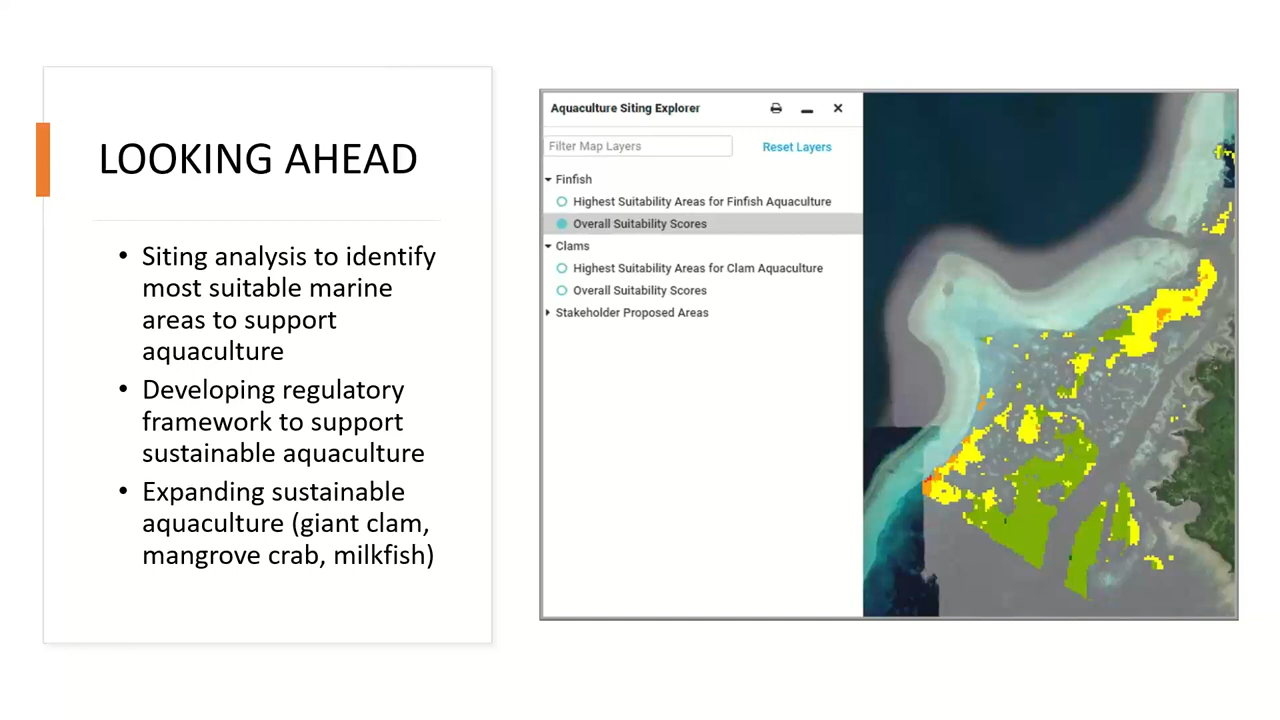 LOOKING AHEAD
• Siting analysis to identify
most suitable marine
areas to support
aquaculture
• Developing regulatory
framework to support
sustainable aquaculture
• Expanding sustainable
aquaculture (giant clam,
mangrove crab, milkfish)
Aquaculture Siting Explorer
Filter Map Layers Reset Layers
Finfish
Highest Suitability Areas for Finfish Aquaculture
Overall Suitability Scores
Clams
Highest Suitability Areas for Clam Aquaculture
Overall Suitability Scores
Stakeholder Proposed Areas